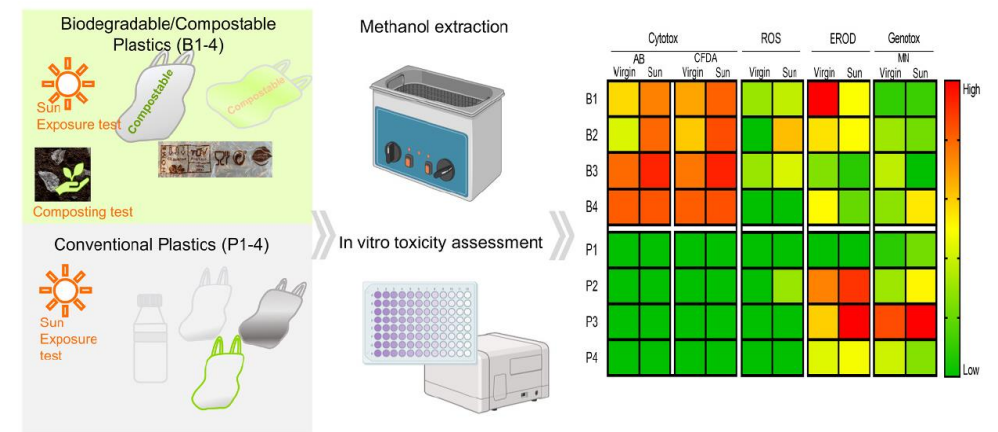 Biodegradable/Compostable
Plastics (B1-4)
Compostable
Compostable
Sun
Exposure test
Composting test
Conventional Plastics (P1-4)
Sun
Exposure
test
Methanol extraction
In vitro toxicity assessment
Cytotox ROS EROD Genotox
AB CFDA MN
Virgin Sun Virgin Sun Virgin Sun Virgin Sun Virgin Sun
B1
B2
B3
B4
P1
P2
P3
P4
High
Low